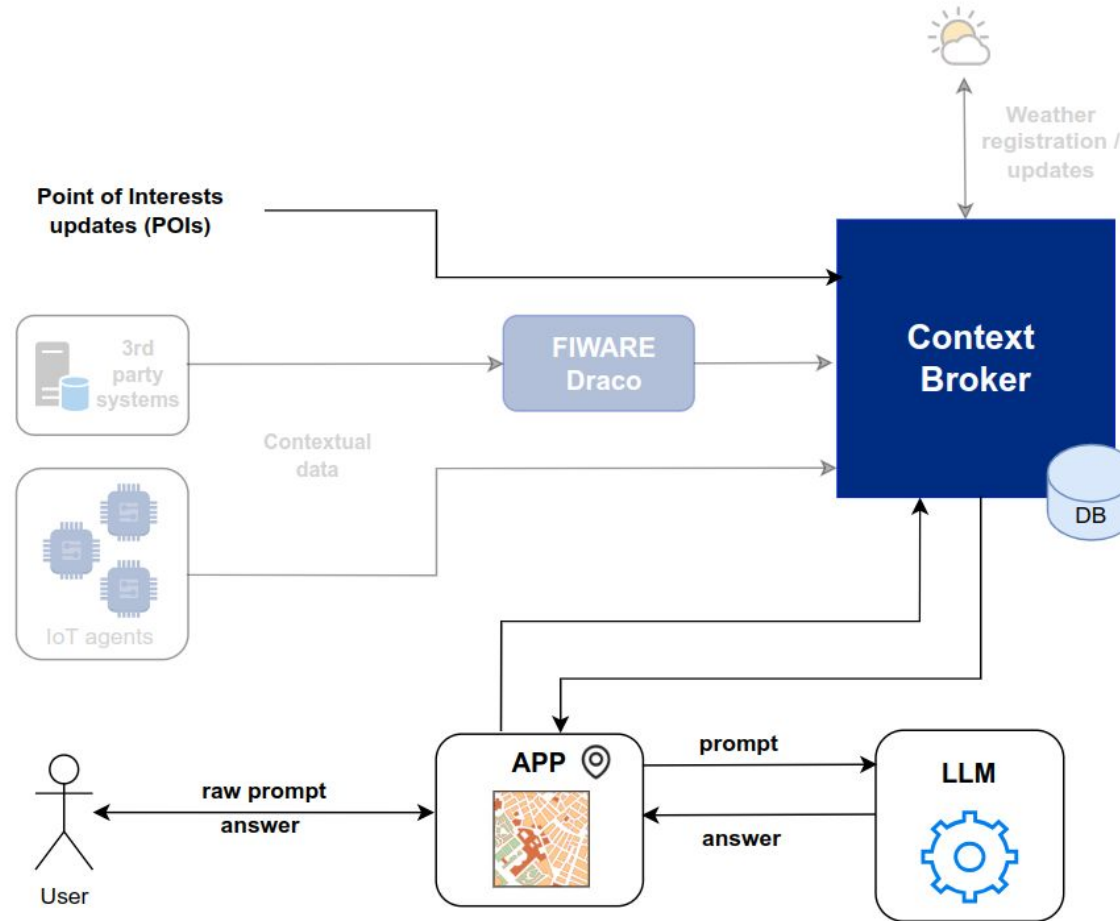 Weather
registration /
updates
Point of Interests
updates (POIs)
Context
Broker
3rd
party
systems
FIWARE
Draco
Contextual
data
DB
IoT agents
APP
prompt
LLM
raw prompt
answer
answer
User